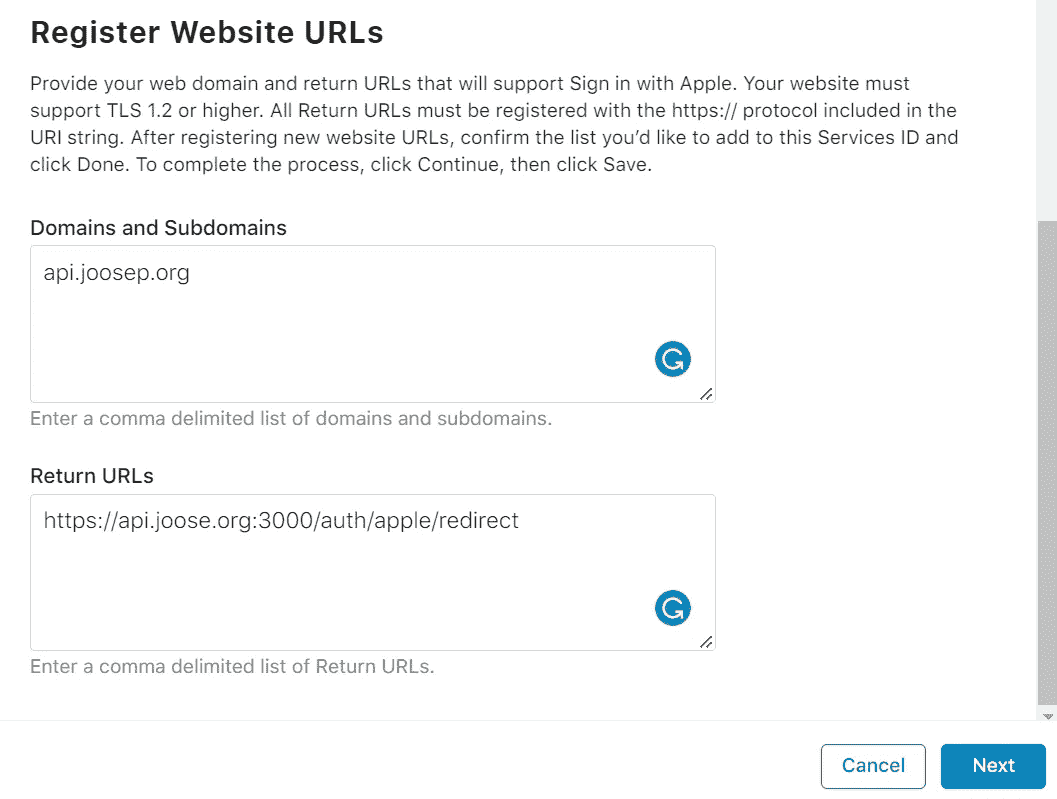 Register Website URLs
Provide your web domain and return URLs that will support Sign in with Apple. Your website must
support TLS 1.2 or higher. All Return URLs must be registered with the https:// protocol included in the
URI string. After registering new website URLs, confirm the list you’d like to add to this Services ID and
click Done. To complete the process, click Continue, then click Save.
Domains and Subdomains
api.joosep.org
Enter a comma delimited list of domains and subdomains.
Return URLs
https://api.joose.org:3000/auth/apple/redirect
Enter a comma delimited list of Return URLs.
Cancel
Next